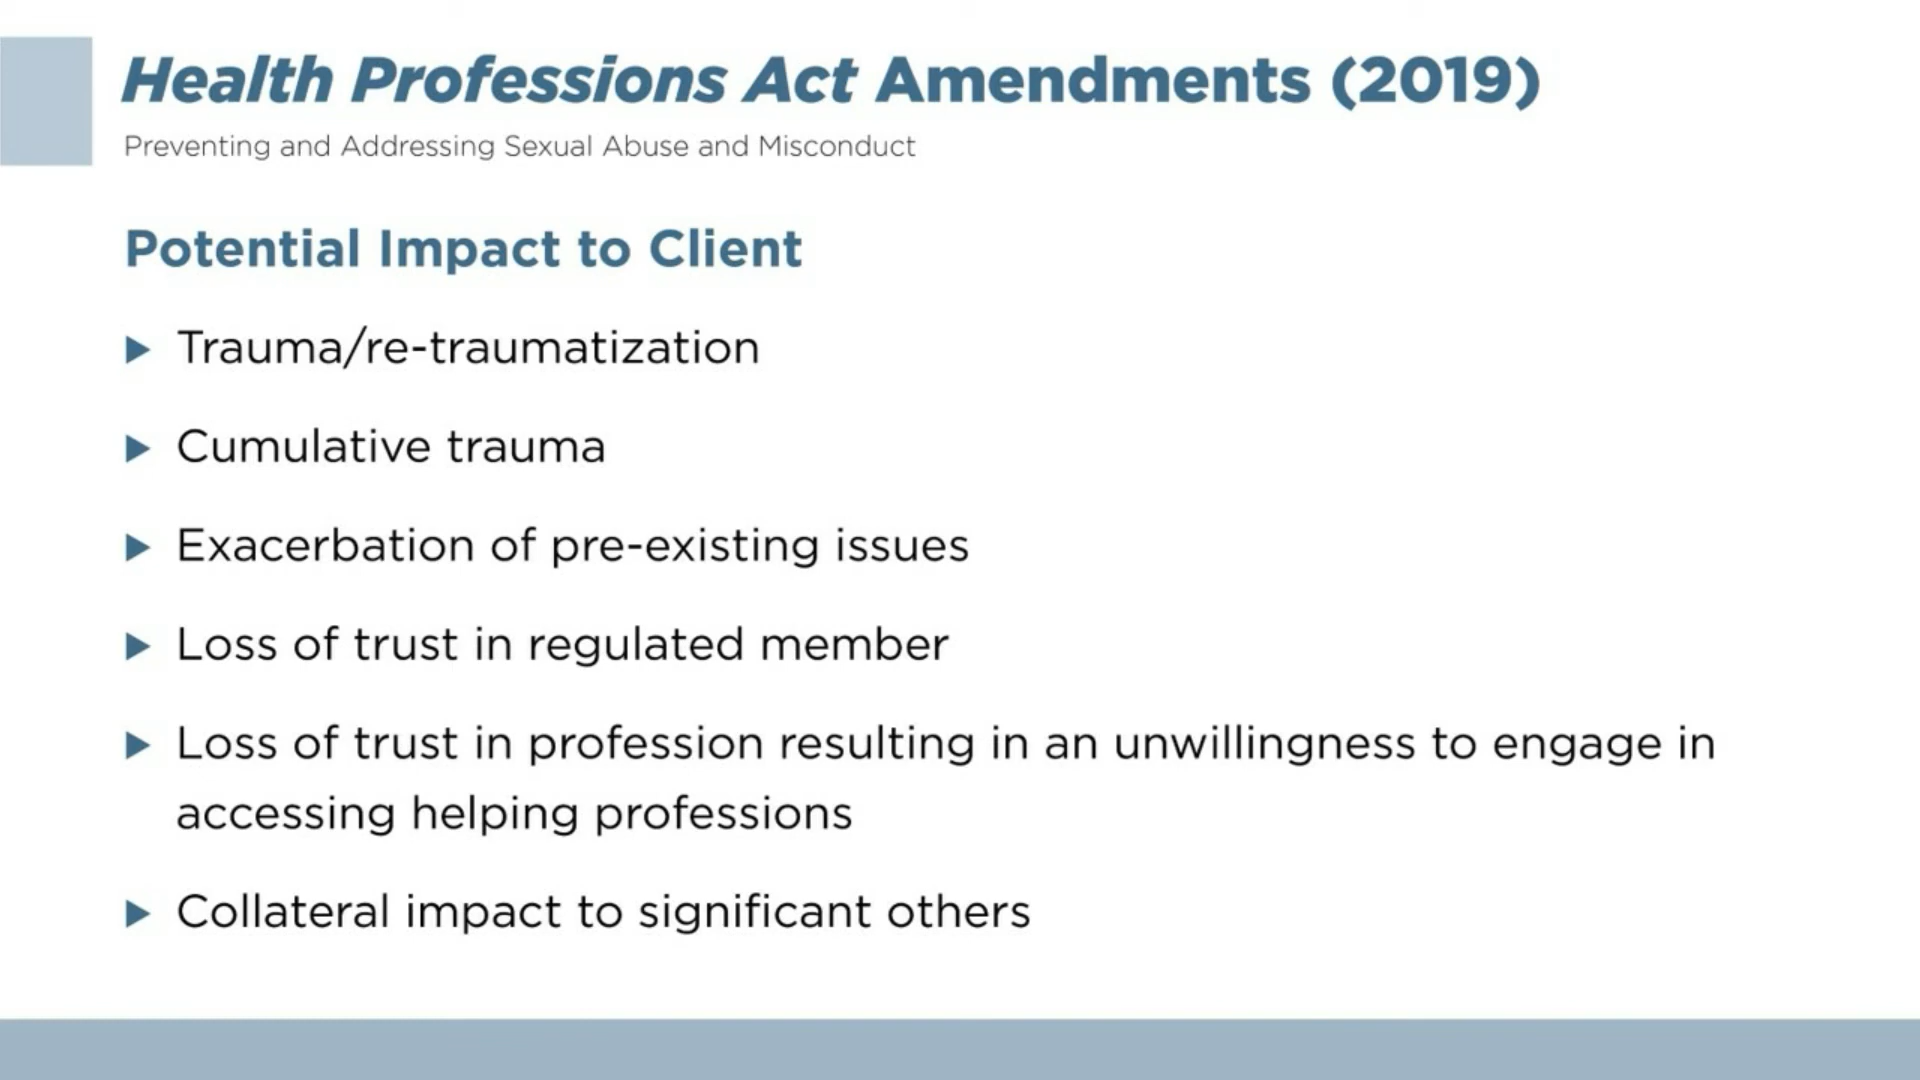 Health Professions Act Amendments (2019)
Preventing and Addressing Sexual Abuse and Misconduct
Potential Impact to Client
Trauma/re-traumatization
Cumulative trauma
Exacerbation of pre-existing issues
Loss of trust in regulated member
Loss of trust in profession resulting in an unwillingness to engage in
accessing helping professions
Collateral impact to significant others